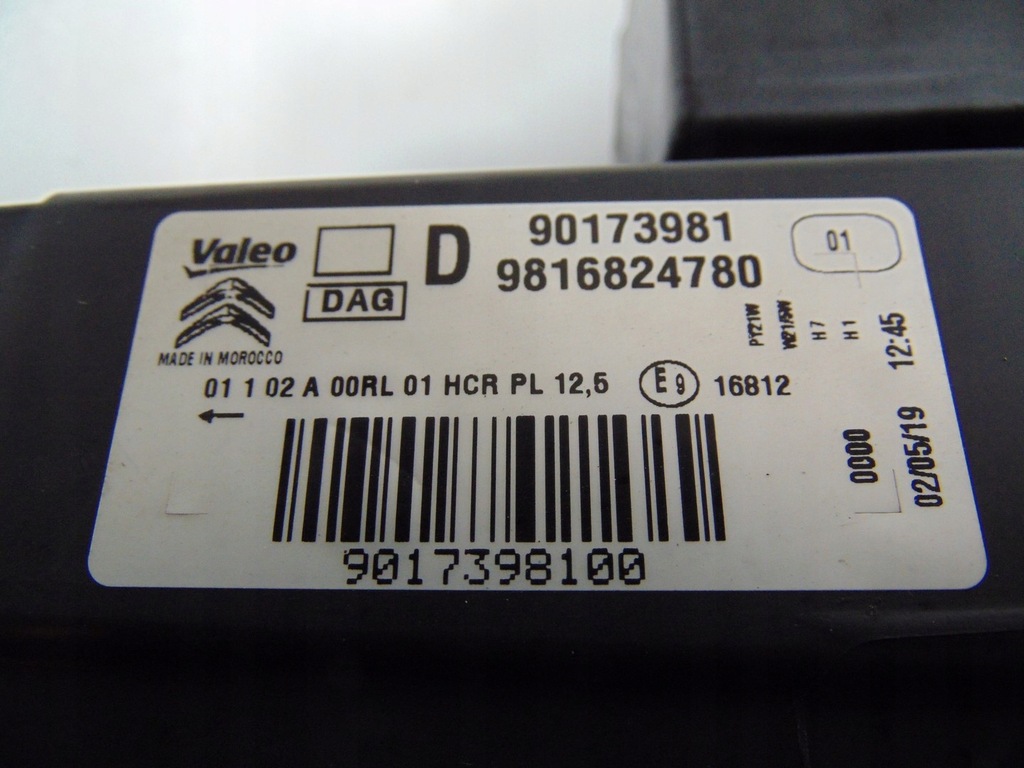 Valeo
DAG
D
90173981
9816824780
01
MADE IN MOROCCO
PY21W
W21/5W
H7
H1
12:45
01 1 02 A 00RL 01 HCR PL 12,5 E9 16812
0000
02/05/19
9017398100